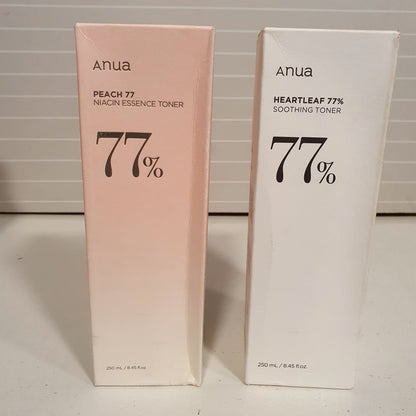 Anua
PEACH 77
NIACIN ESSENCE TONER
77%
250 mL / 8.45 fl.oz
Anua
HEARTLEAF 77%
SOOTHING TONER
77%
250 mL / 8.45 fl.oz.